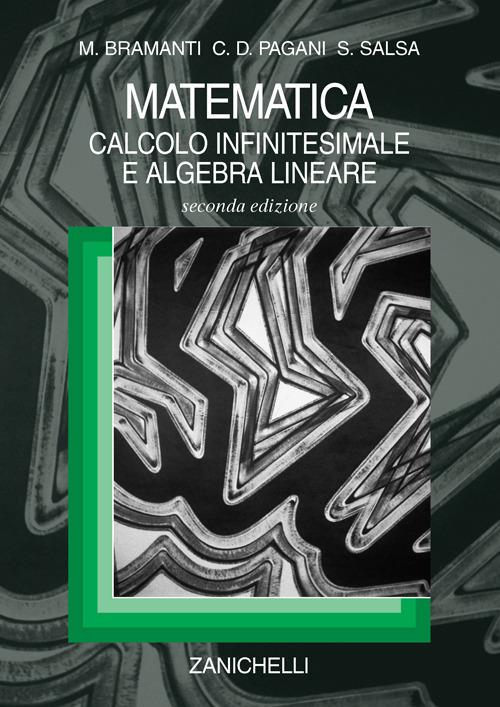 M. BRAMANTI C. D. PAGANI S. SALSA
MATEMATICA
CALCOLO INFINITESIMALE
E ALGEBRA LINEARE
seconda edizione
ZANICHELLI